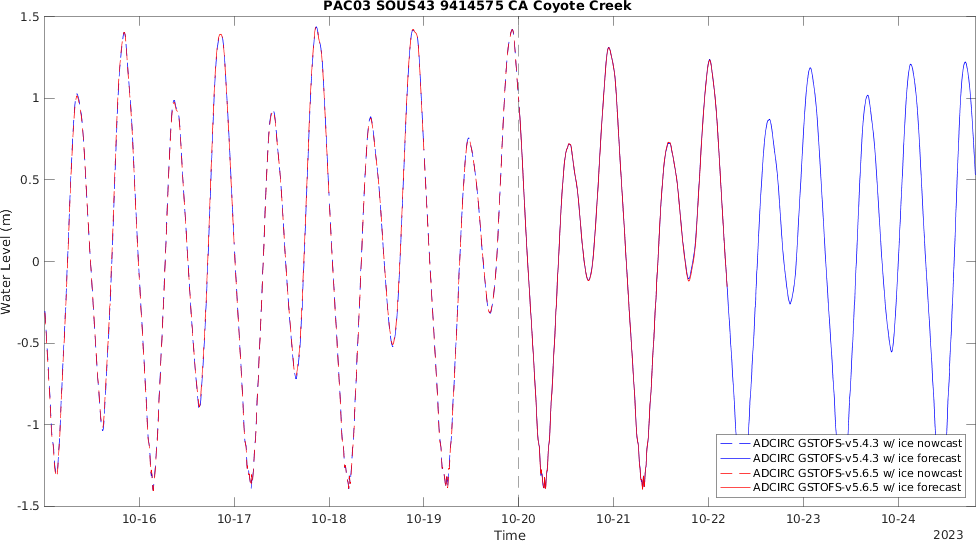 PAC03 SOUS43 9414575 CA Coyote Creek
1.5
1
0.5
0
-0.5
-1
-1.5
Water Level (m)
10-16
10-17
10-18
10-19
10-20
10-21
10-22
10-23
10-24
Time
2023
ADCIRC GSTOFS-v5.4.3 w/ ice nowcast
ADCIRC GSTOFS-v5.4.3 w/ ice forecast
ADCIRC GSTOFS-v5.6.5 w/ ice nowcast
ADCIRC GSTOFS-v5.6.5 w/ ice forecast